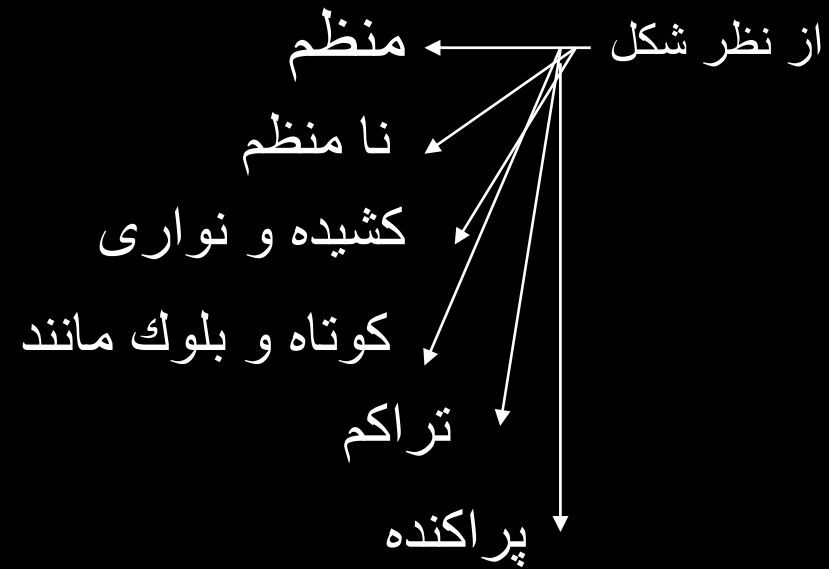 از نظر شكل
منظم
نا منظم
كشيده و نوارى
كوتاه و بلوك مانند
تراكم
پراكنده